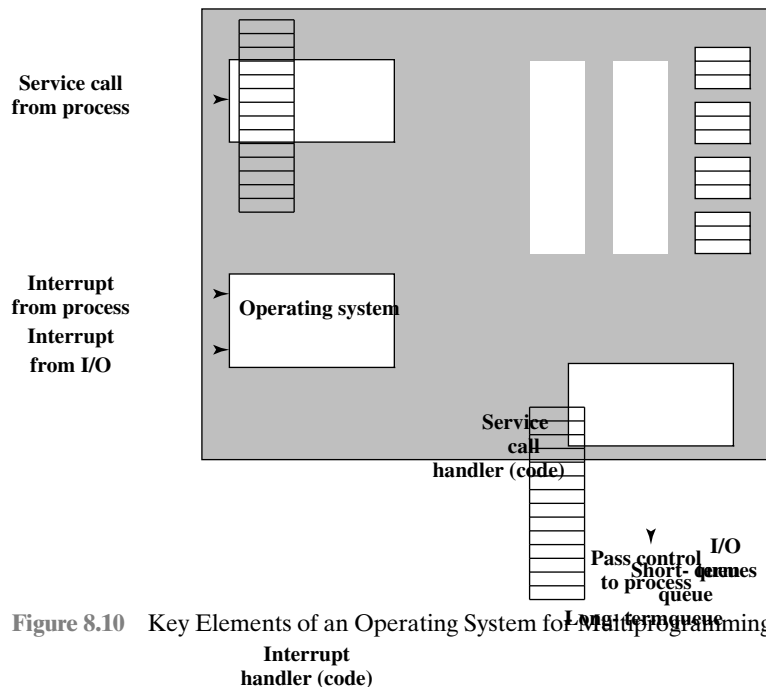 Service call
from process
Interrupt
from process
Operating system
Interrupt
from I/O
Service
call
handler (code)
I/O
queues
Pass control
to process
Short- term
queue
Long- term queue
Figure 8.10 Key Elements of an Operating System for Multiprogramming
Interrupt
handler (code)